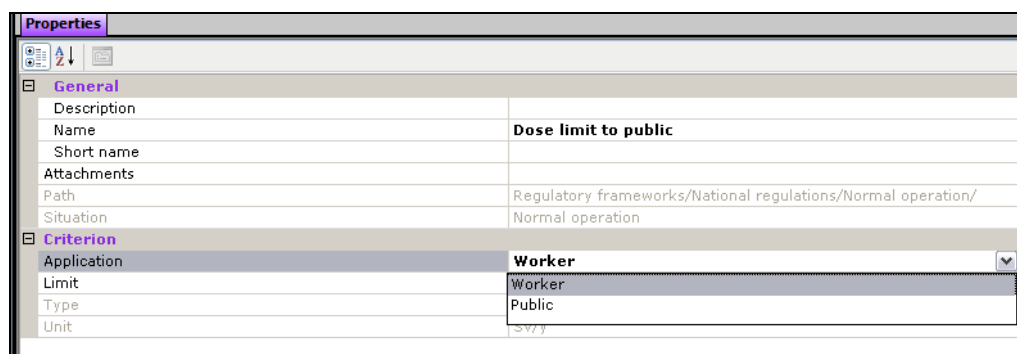 Properties
General
Description
Name Dose limit to public
Short name
Attachments
Path Regulatory frameworks/National regulations/Normal operation/
Situation Normal operation
Criterion
Application Worker
Limit Worker
Type Public
Unit Sv/y